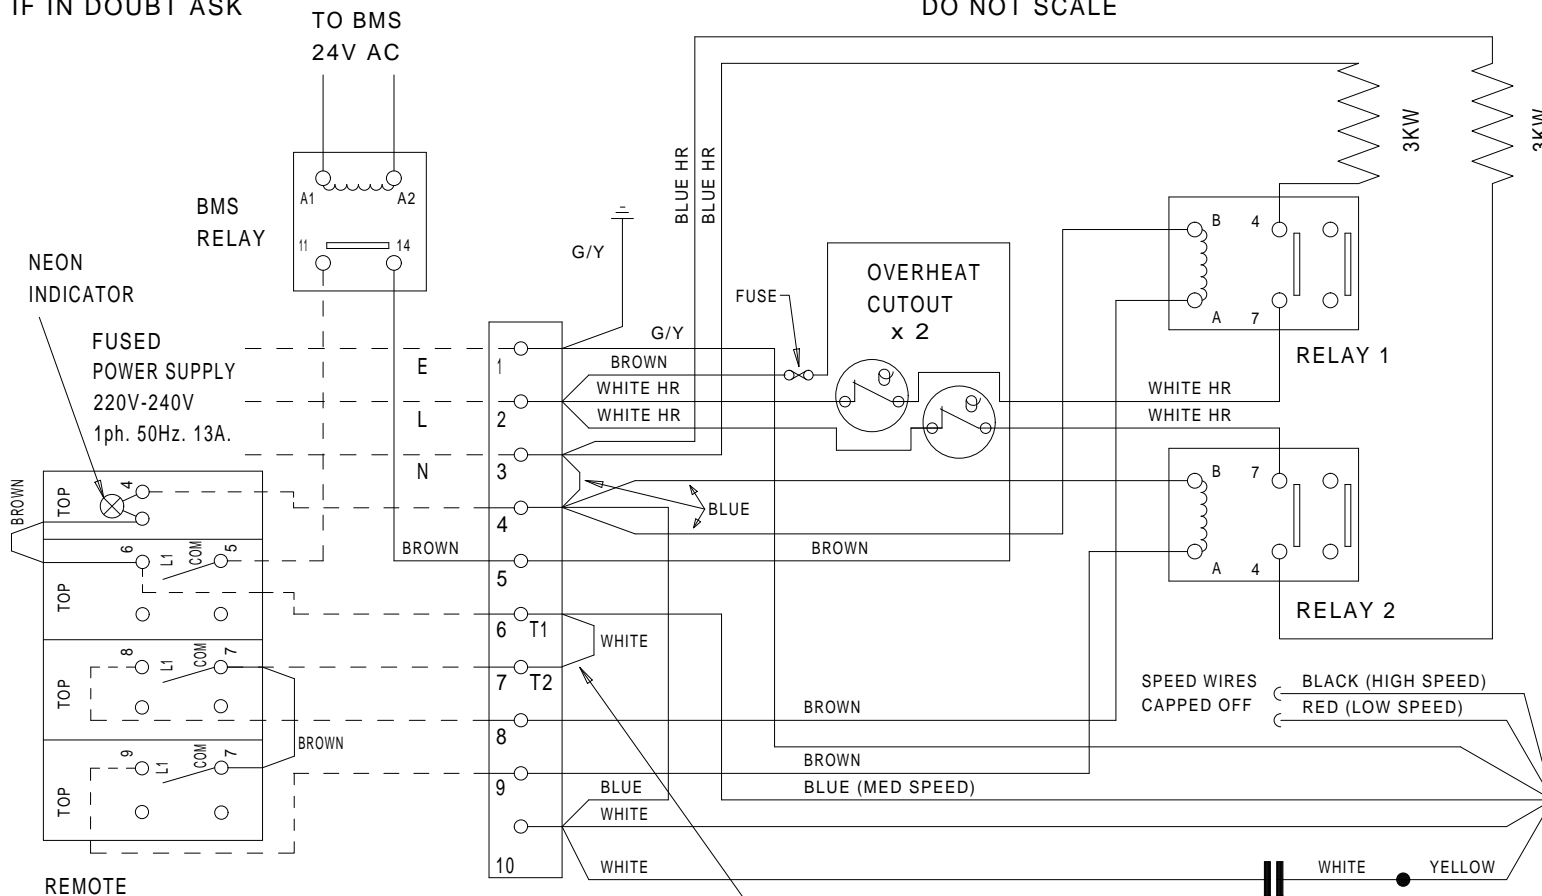 IF IN DOUBT ASK
DO NOT SCALE
TO BMS
24V AC
A1
A2
11
14
BMS
RELAY
NEON
INDICATOR
FUSED
POWER SUPPLY
220V-240V
1ph. 50Hz. 13A.
E
L
N
G/Y
G/Y
BROWN
WHITE HR
WHITE HR
BLUE HR
BLUE HR
FUSE
OVERHEAT
CUTOUT
x 2
3KW
3KW
B
4
A
7
RELAY 1
WHITE HR
WHITE HR
B
7
A
4
RELAY 2
BLUE
BROWN
BROWN
1
2
3
4
5
6 T1
7 T2
8
9
10
WHITE
BROWN
TOP
4
TOP
6
L1
COM
5
TOP
8
L1
COM
7
TOP
9
L1
COM
7
BROWN
REMOTE
SPEED WIRES
CAPPED OFF
BLACK (HIGH SPEED)
RED (LOW SPEED)
BROWN
BROWN
BLUE
BLUE (MED SPEED)
WHITE
WHITE
WHITE
YELLOW